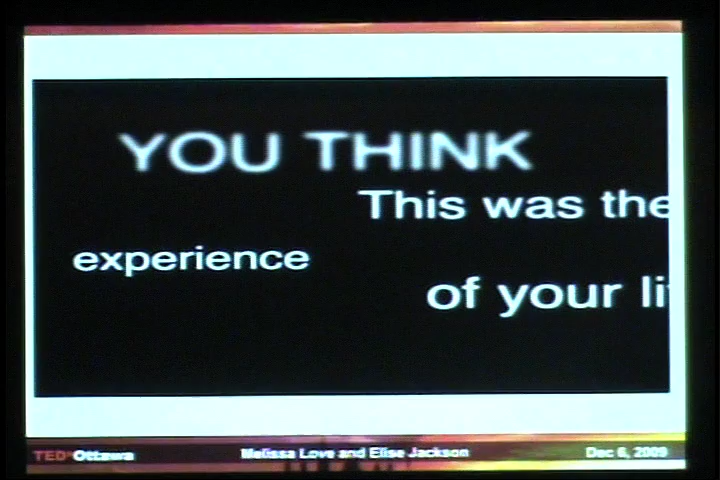 YOU THINK
This was the
experience
of your li
TEDxOttawa
Melissa Love and Elise Jackson
Dec 6, 2009